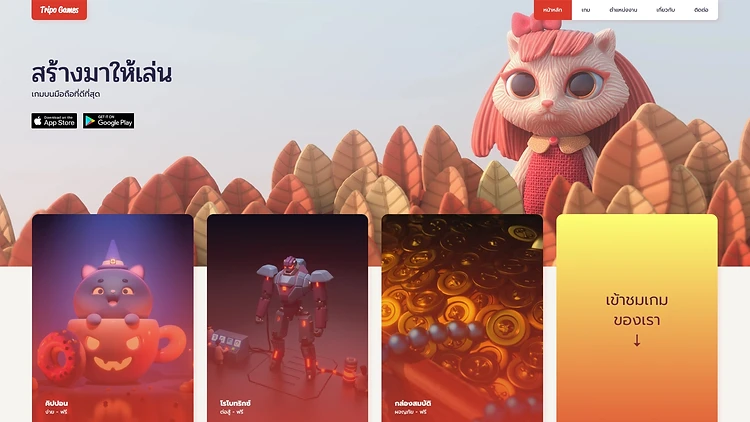 Tripo Games
หน้าหลัก
เกม
ตำแหน่งงาน
เกี่ยวกับ
ติดต่อ
สร้างมาให้เล่น
เกมบนมือถือที่ดีที่สุด
Download on the
App Store
GET IT ON
Google Play
เข้าชมเกม
ของเรา
↓
คัปปอน
ง่าย - ฟรี
โรโบทริกซ์
ต่อสู้ - ฟรี
กล่องสมบัติ
ผจญภัย - ฟรี